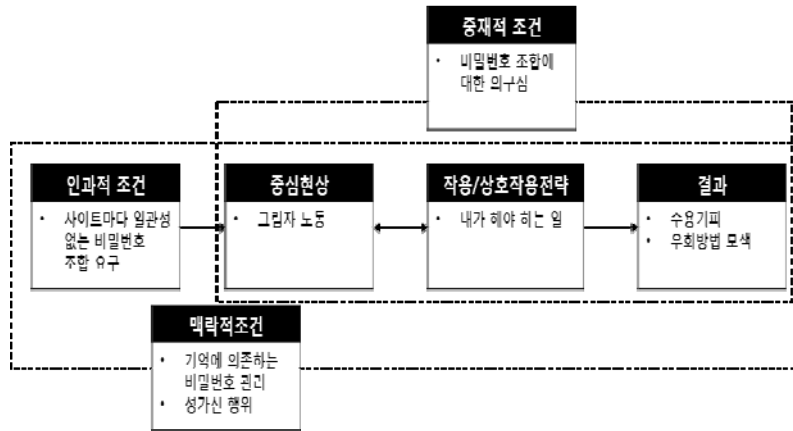 중재적 조건
• 비밀번호 조합에
대한 의구심
인과적 조건
• 사이트마다 일관성
없는 비밀번호
조합 요구
중심현상
• 그림자 노동
작용/상호작용전략
• 내가 해야 하는 일
결과
• 수용기피
• 우회방법 모색
맥락적조건
• 기억에 의존하는
비밀번호 관리
• 성가신 행위